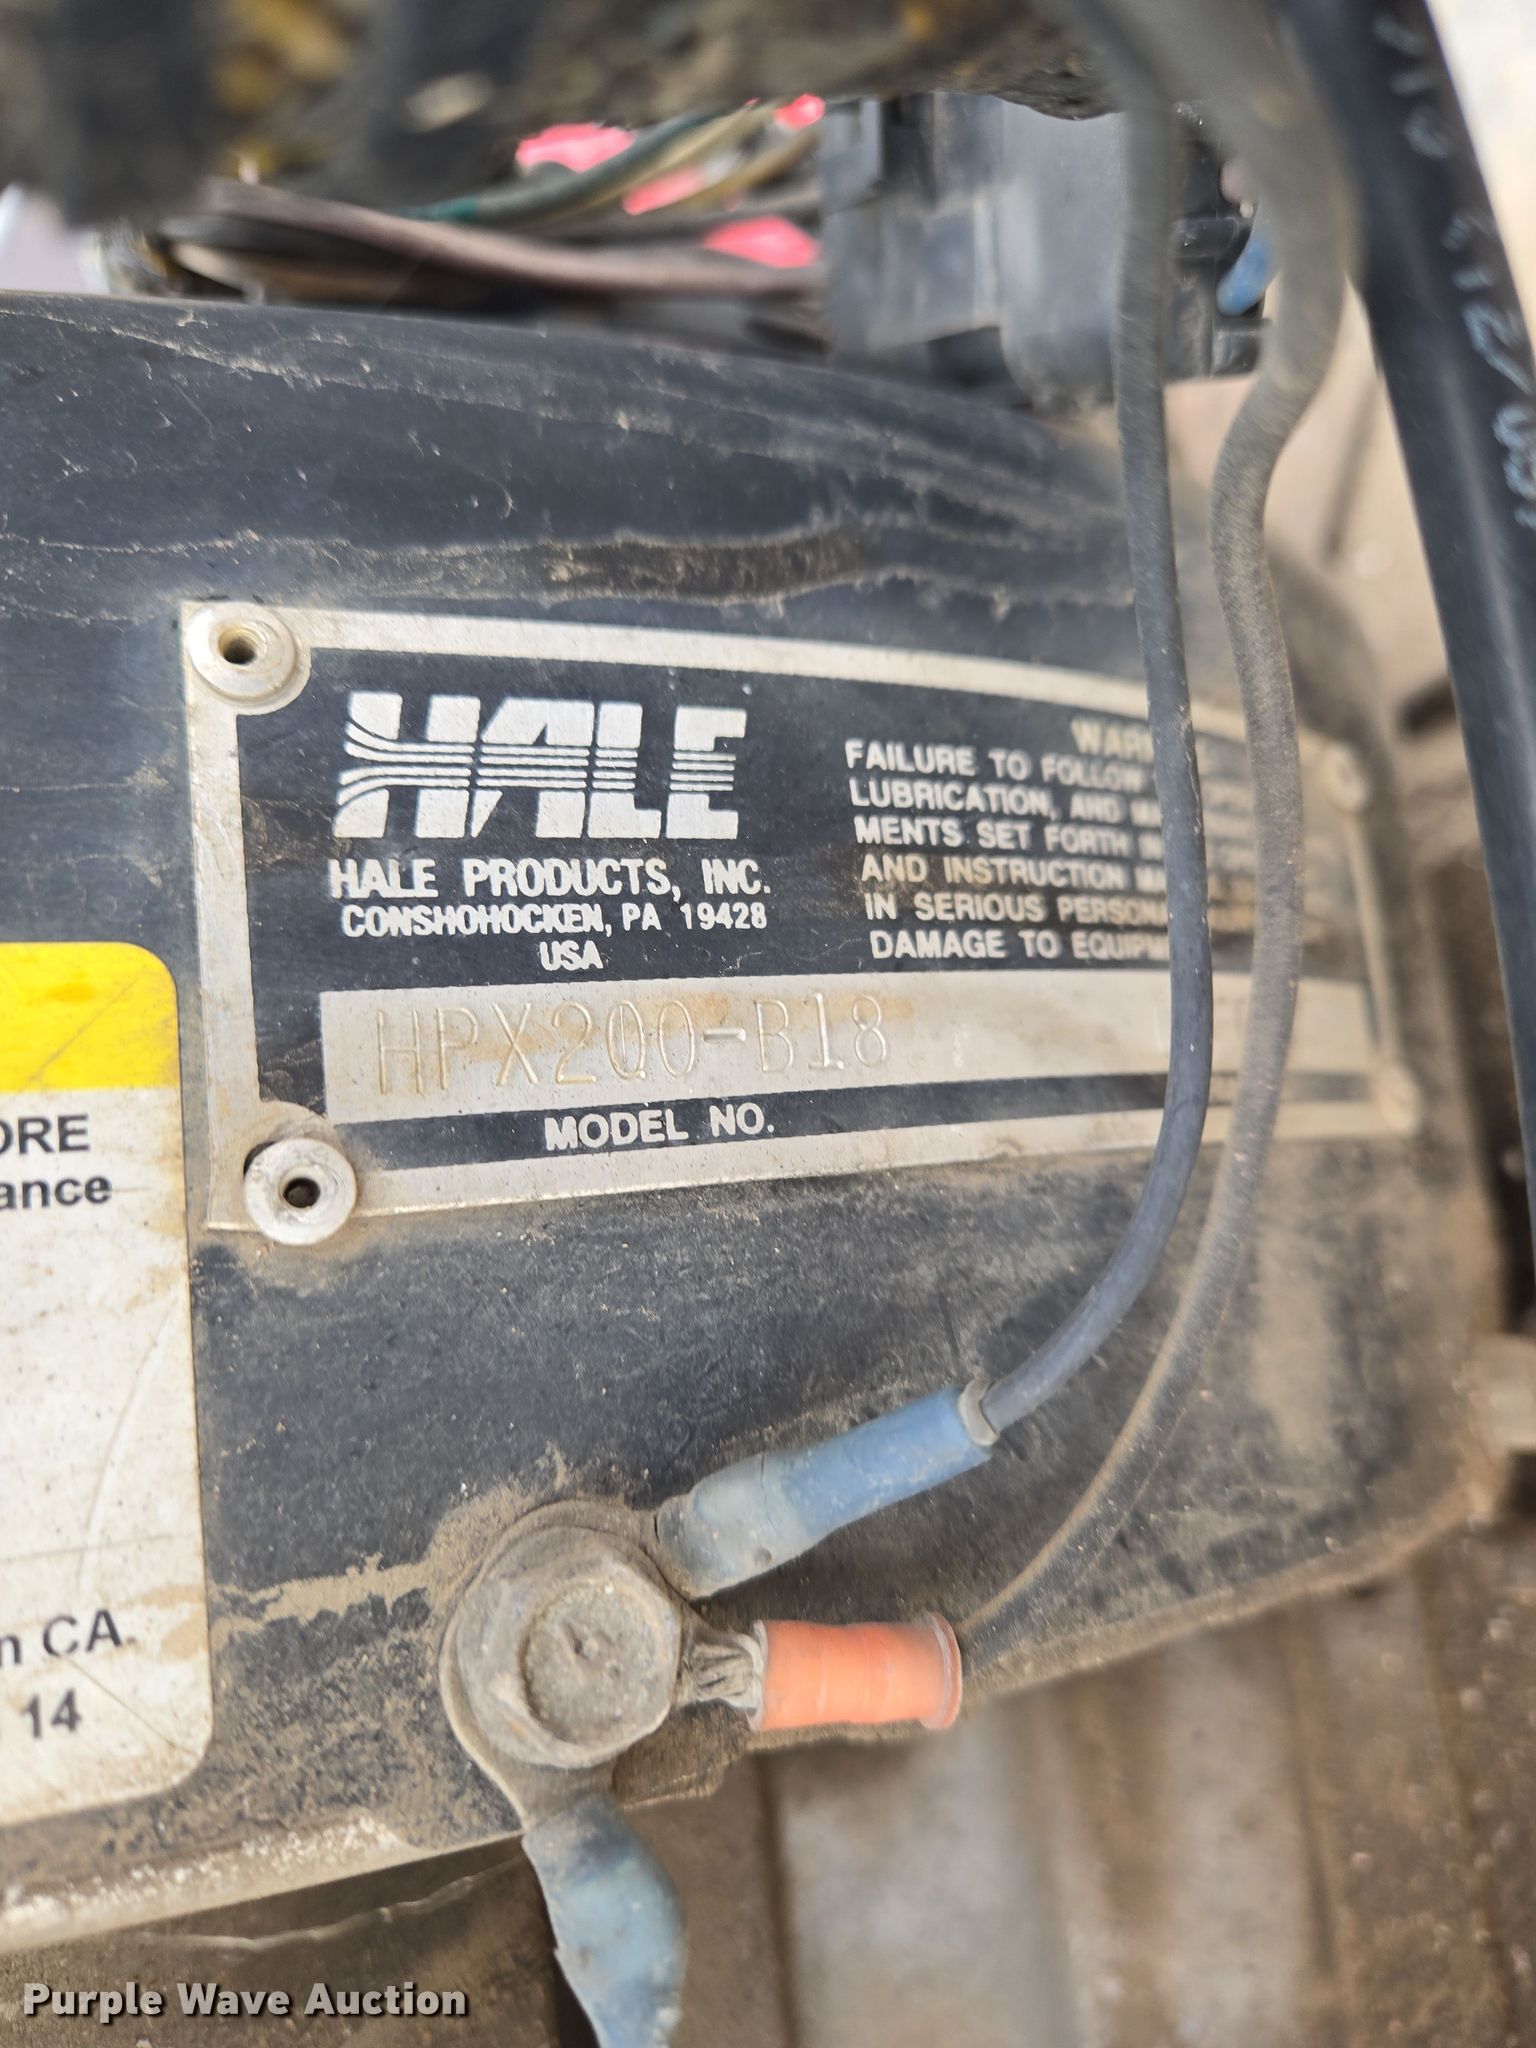 HALE
HALE PRODUCTS, INC.
CONSHOHOCKEN, PA 19428
USA
FAILURE TO FOLLOW
LUBRICATION, AND
MENTS SET FORTH
AND INSTRUCTION
IN SERIOUS
DAMAGE TO
HPX200-B18
MODEL NO.
ORE
ance
n CA.
14
Purple Wave Auction